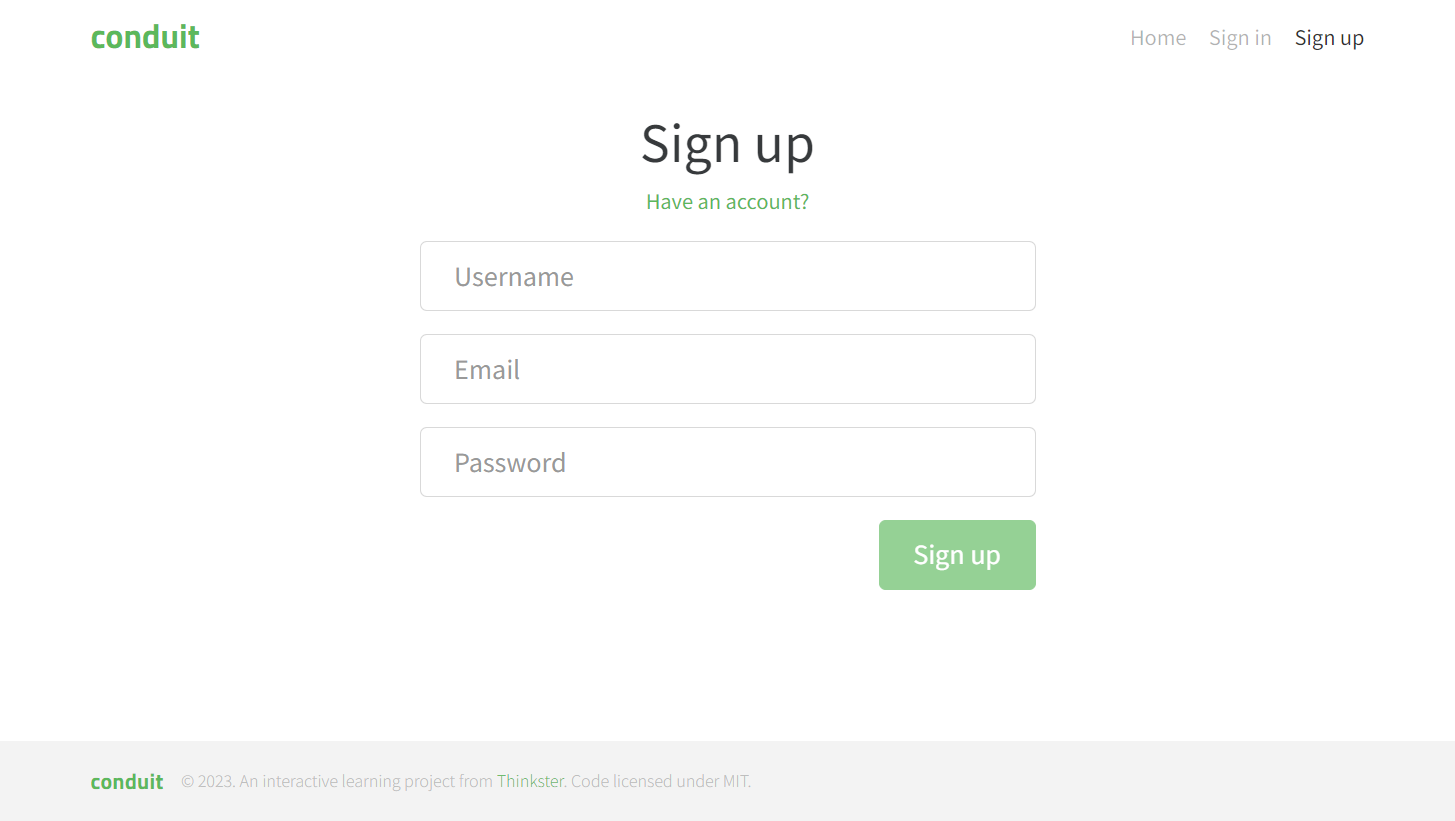 conduit
Home Sign in Sign up
Sign up
Have an account?
Username
Email
Password
Sign up
conduit © 2023. An interactive learning project from Thinkster. Code licensed under MIT.